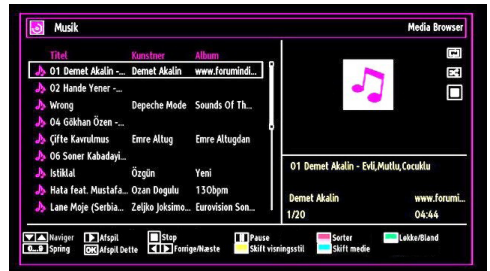 Musik Media Browser
Titel Kunstner Album
01 Demet Akalin -... Demet Akalin www.forumindi...
02 Hande Yener -...
Wrong Depeche Mode Sounds Of Th...
04 Gökhan Özen -...
Çifte Kavrulmus Emre Altug Emre Altugdan
06 Soner Kabadayi...
Istiklal Özgün Yeni
Hata feat. Mustafa... Ozan Dogulu 130bpm
Lane Moje (Serbia... Zeljko Joksimo... Eurovision Son...
01 Demet Akalin - Evli,Mutlu,Cocuklu
Demet Akalin www.forumi...
1/20 04:44
Naviger Afspil Stop Pause Sorter Løkke/Bland
0...9 Spring OK Afspil Dette Forrige/Næste Skift visningsstil Skift medie